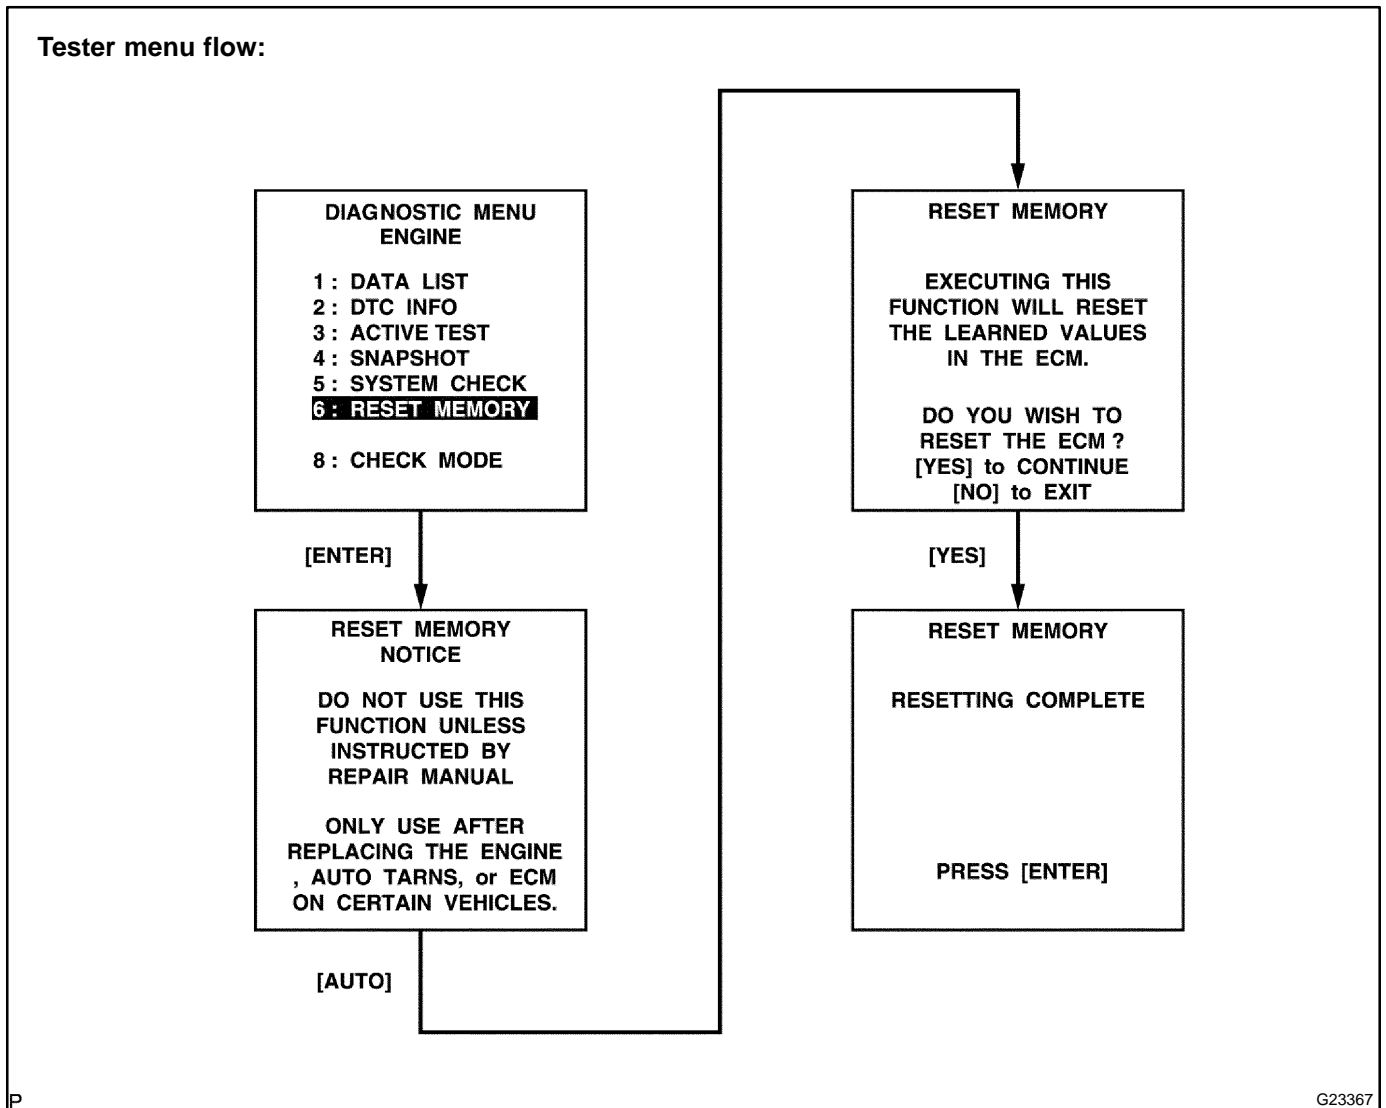 Tester menu flow:
DIAGNOSTIC MENU
ENGINE
1 : DATA LIST
2 : DTC INFO
3 : ACTIVE TEST
4 : SNAPSHOT
5 : SYSTEM CHECK
6 : RESET MEMORY
8 : CHECK MODE
[ENTER]
RESET MEMORY
NOTICE
DO NOT USE THIS
FUNCTION UNLESS
INSTRUCTED BY
REPAIR MANUAL
ONLY USE AFTER
REPLACING THE ENGINE
, AUTO TARNS, or ECM
ON CERTAIN VEHICLES.
[AUTO]
RESET MEMORY
EXECUTING THIS
FUNCTION WILL RESET
THE LEARNED VALUES
IN THE ECM.
DO YOU WISH TO
RESET THE ECM ?
[YES] to CONTINUE
[NO] to EXIT
[YES]
RESET MEMORY
RESETTING COMPLETE
PRESS [ENTER]
P
G23367